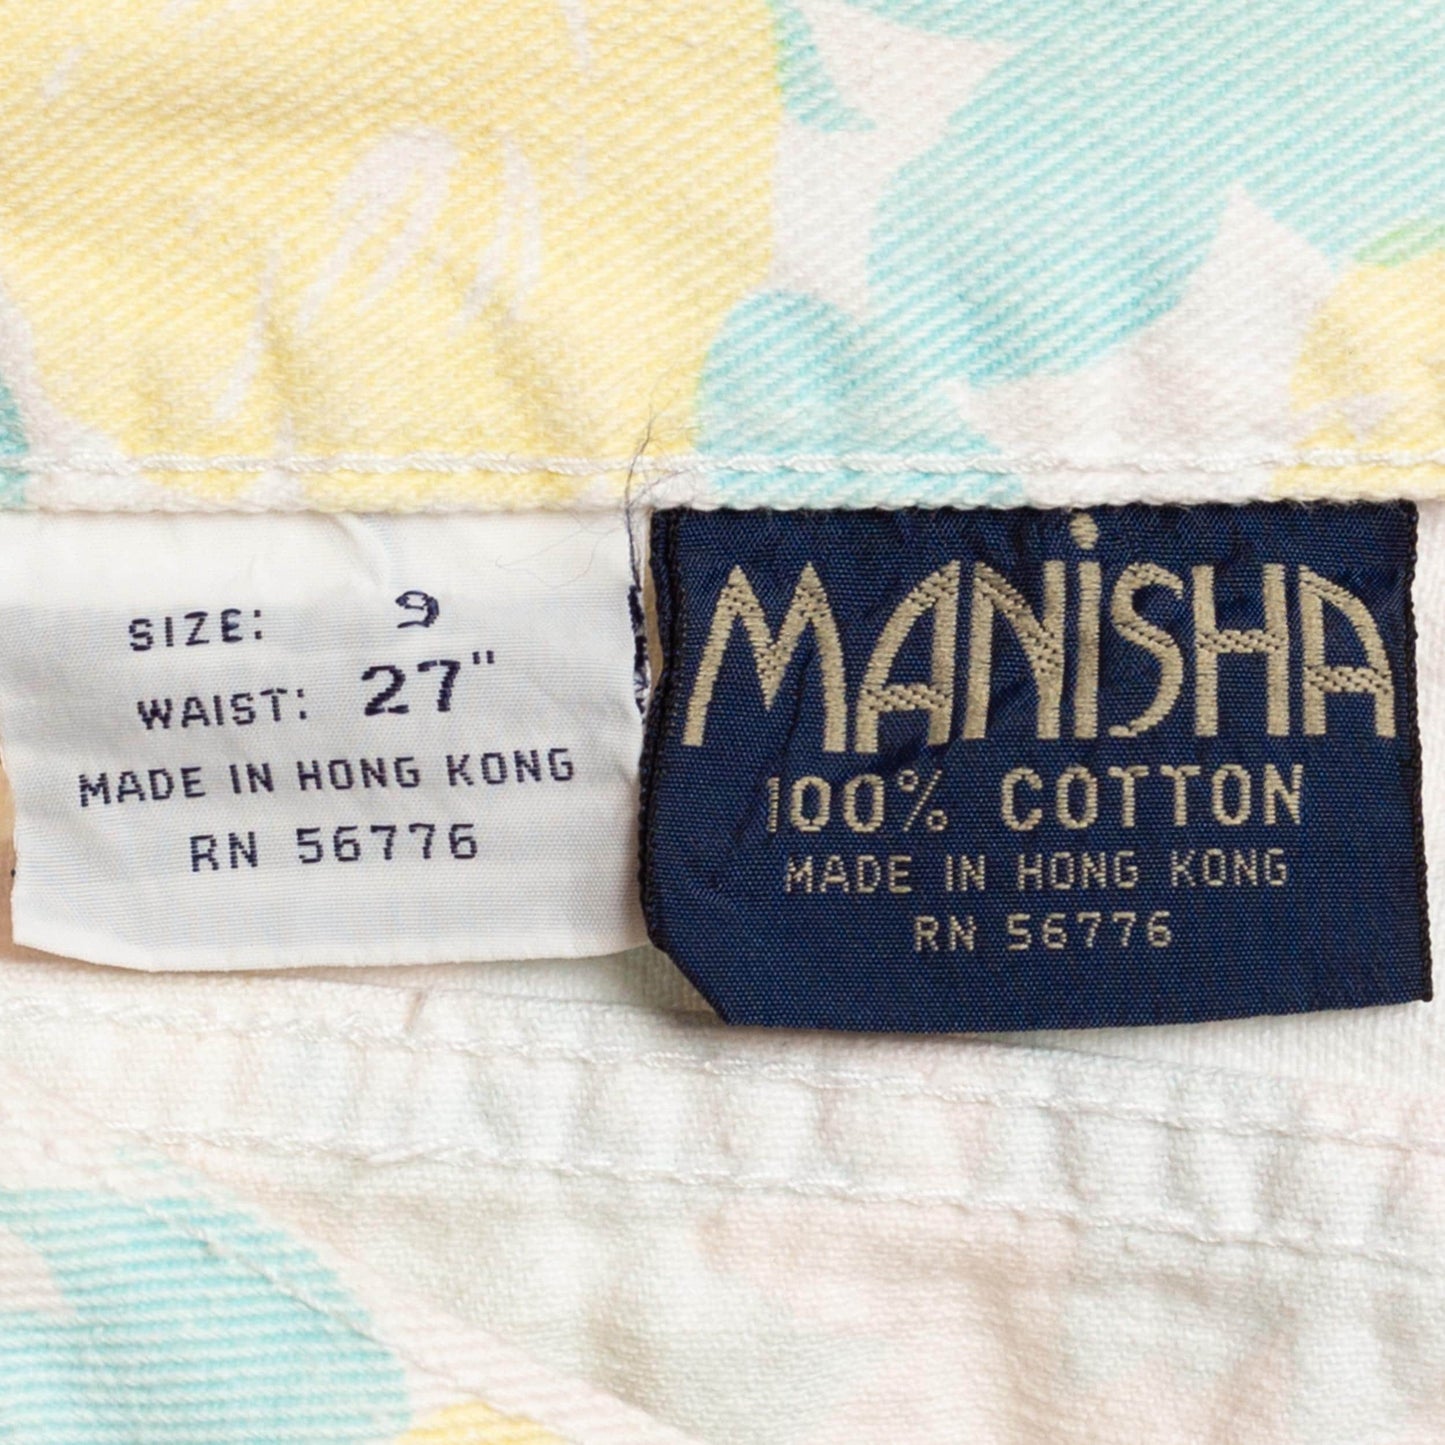 SIZE: 9
WAIST: 27"
MADE IN HONG KONG
RN 56776
MANiSHA
100% COTTON
MADE IN HONG KONG
RN 56776